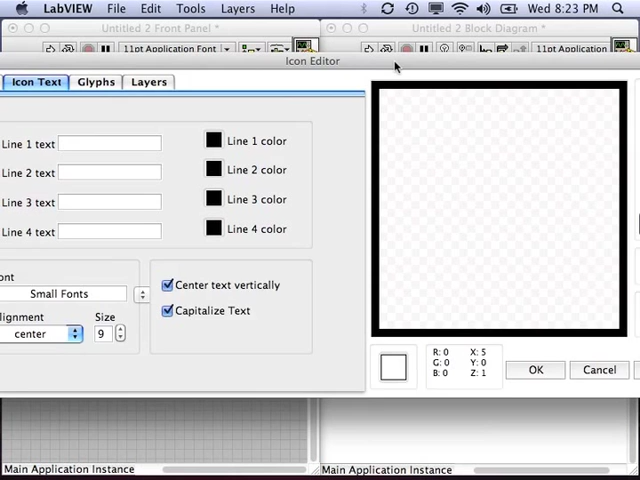 LabVIEW File Edit Tools Layers Help Wed 8:23 PM
Untitled 2 Front Panel * Untitled 2 Block Diagram *
11pt Application Font 11pt Application
Icon Editor
Icon Text Glyphs Layers
Line 1 text Line 1 color
Line 2 text Line 2 color
Line 3 text Line 3 color
Line 4 text Line 4 color
ont
Small Fonts
Center text vertically
lignment Size
Capitalize Text
center 9
R: 0 X: 5
G: 0 Y: 0
B: 0 Z: 1
OK Cancel
Main Application Instance Main Application Instance